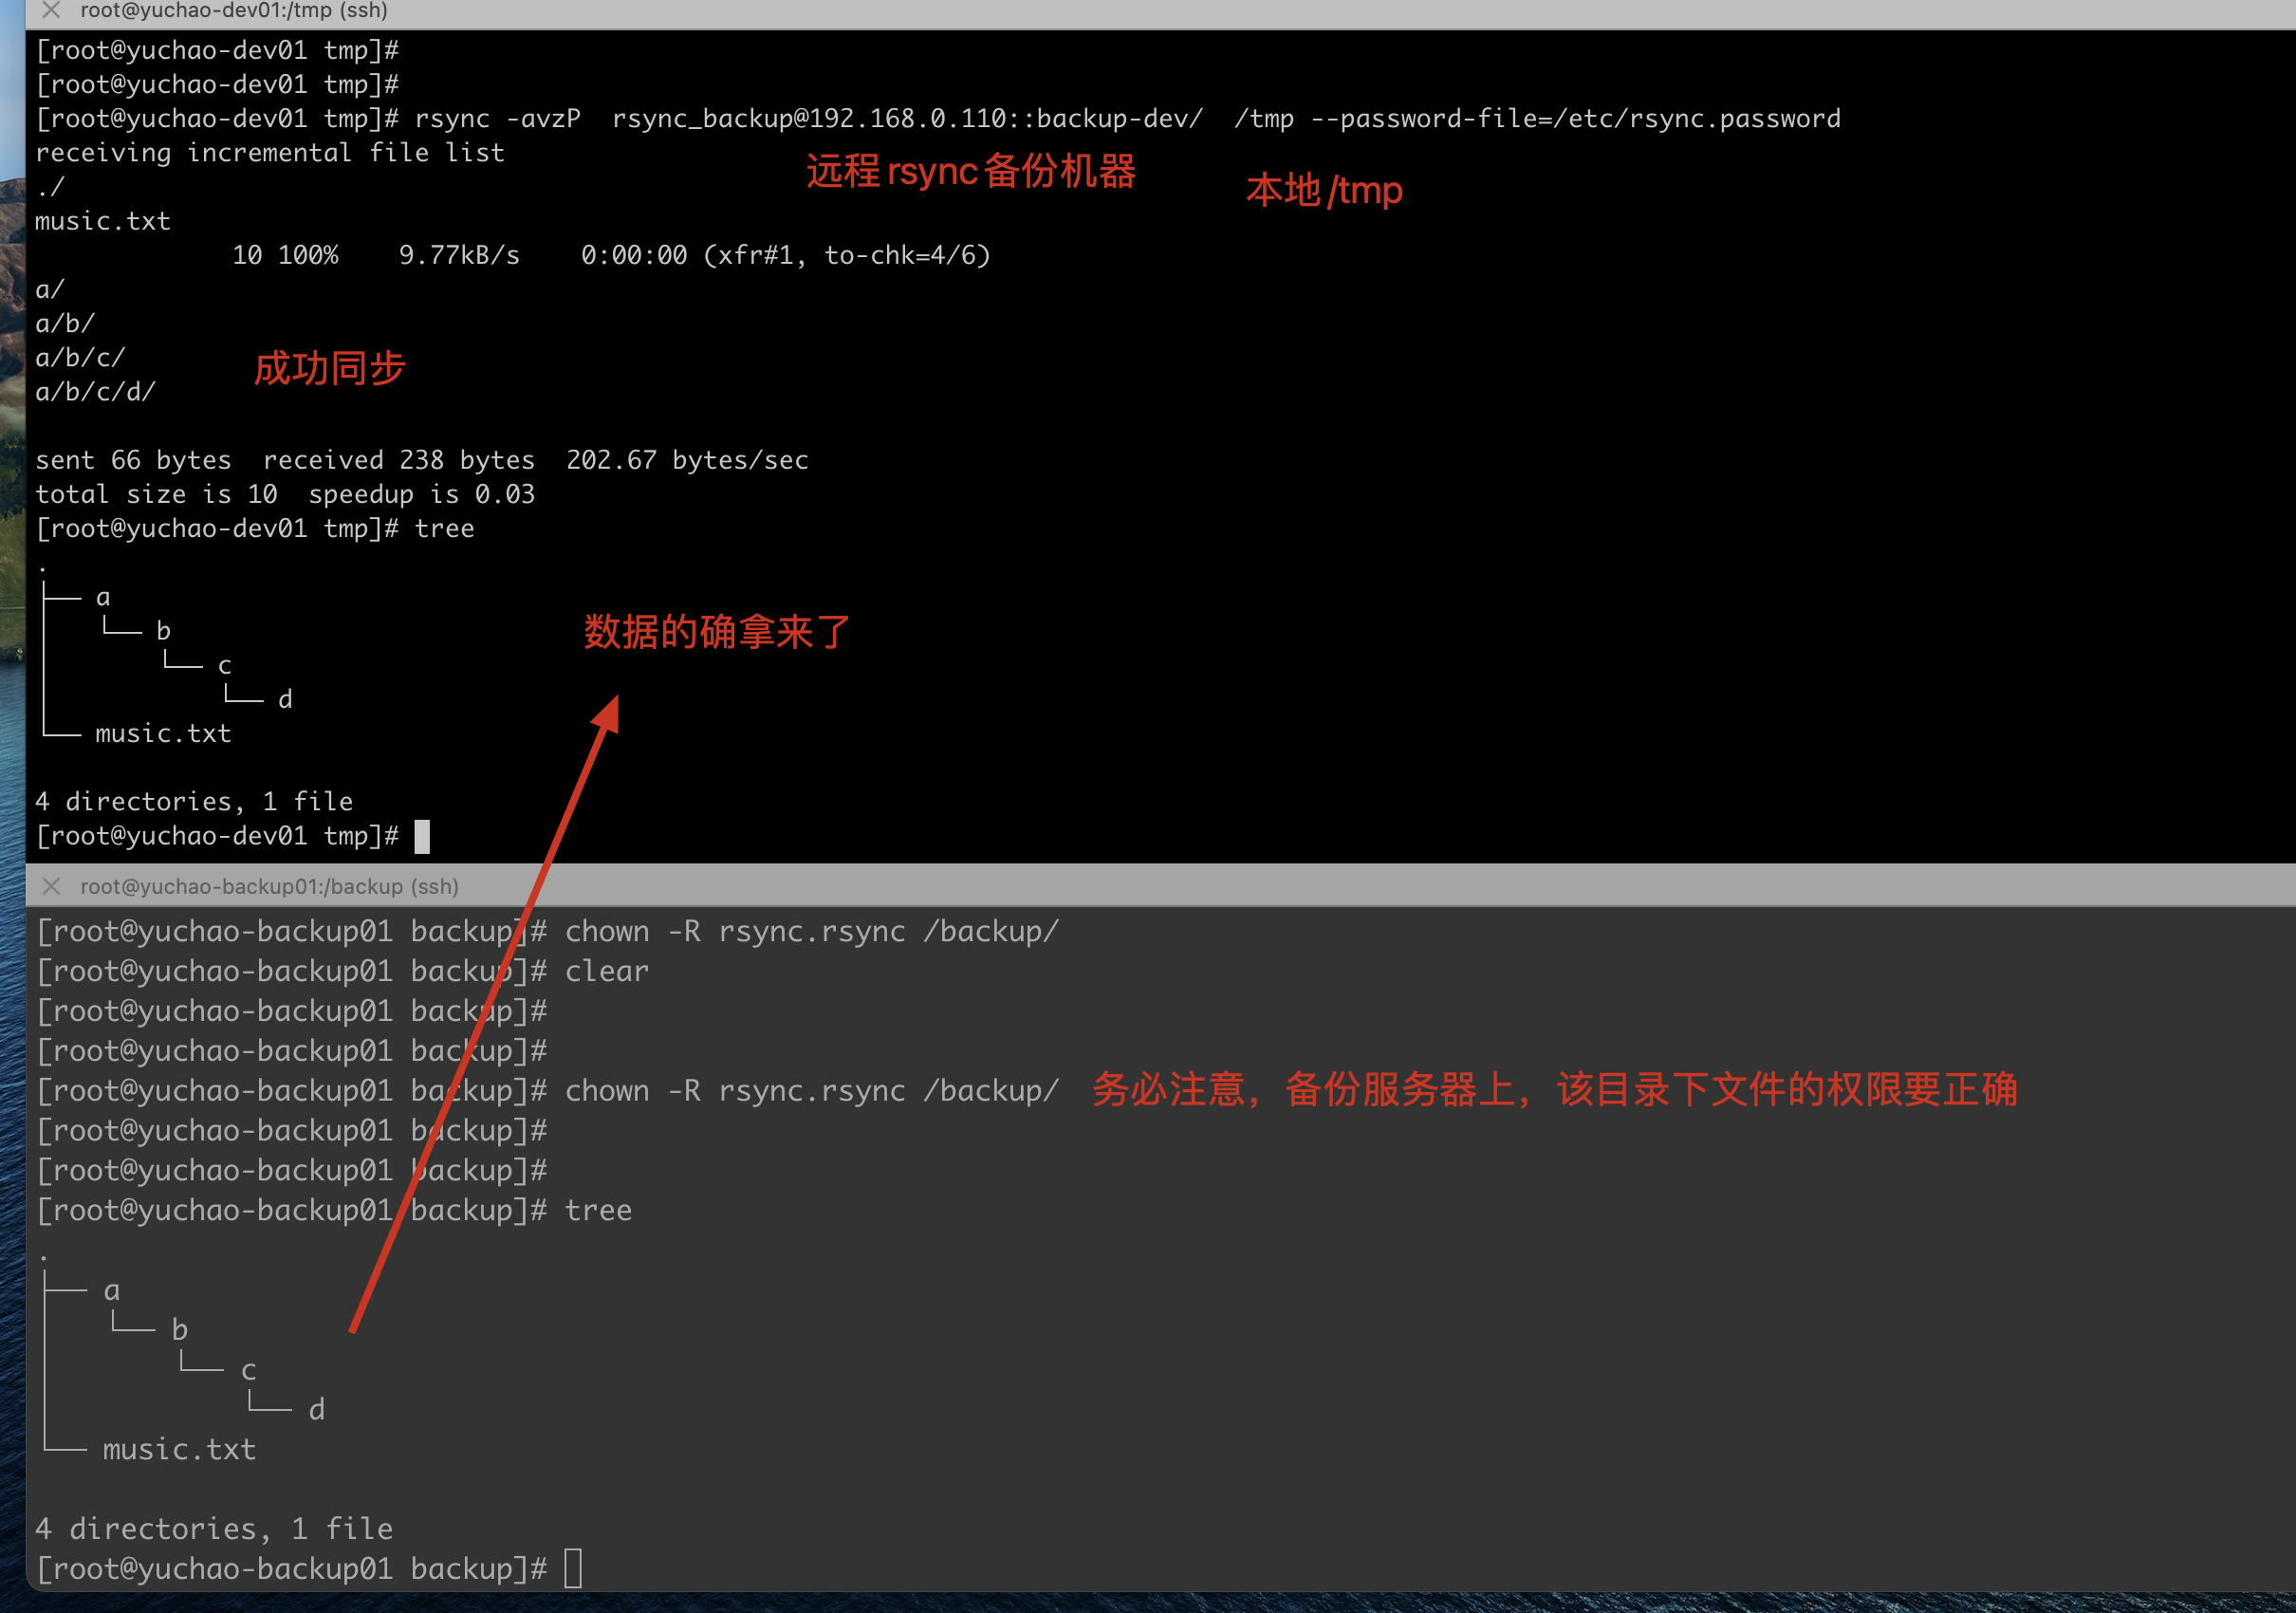 root@yuchao-dev01:/tmp (ssh)
[root@yuchao-dev01 tmp]#
[root@yuchao-dev01 tmp]#
[root@yuchao-dev01 tmp]# rsync -avzP  rsync_backup@192.168.0.110::backup-dev/  /tmp --password-file=/etc/rsync.password
receiving incremental file list
远程rsync备份机器
本地/tmp
./
music.txt
             10 100%    9.77kB/s    0:00:00 (xfr#1, to-chk=4/6)
a/
a/b/
a/b/c/
成功同步
a/b/c/d/
sent 66 bytes  received 238 bytes  202.67 bytes/sec
total size is 10  speedup is 0.03
[root@yuchao-dev01 tmp]# tree
.
├── a
│   └── b
│       └── c
│           └── d
└── music.txt
数据的确拿来了
4 directories, 1 file
[root@yuchao-dev01 tmp]#
root@yuchao-backup01:/backup (ssh)
[root@yuchao-backup01 backup]# chown -R rsync.rsync /backup/
[root@yuchao-backup01 backup]# clear
[root@yuchao-backup01 backup]#
[root@yuchao-backup01 backup]#
[root@yuchao-backup01 backup]# chown -R rsync.rsync /backup/
务必注意，备份服务器上，该目录下文件的权限要正确
[root@yuchao-backup01 backup]#
[root@yuchao-backup01 backup]#
[root@yuchao-backup01 backup]# tree
.
├── a
│   └── b
│       └── c
│           └── d
└── music.txt
4 directories, 1 file
[root@yuchao-backup01 backup]#